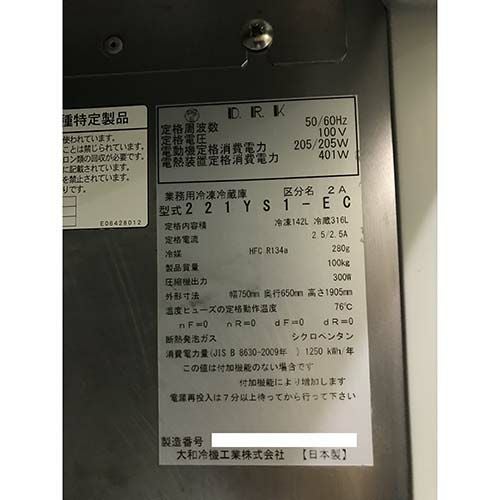 種特定製品
使われています。
ことは禁じられています。
ロン類の回収が必要です。
に記載されています。
えています。
E06428012
D.R.K
定格周波数 50/60Hz
定格電圧 100V
電動機定格消費電力 205/205W
電熱装置定格消費電力 401W
業務用冷凍冷蔵庫 区分名 2A
型式 221YS1-EC
定格内容積 冷凍142L 冷蔵316L
定格電流 2.5/2.5A
冷媒 HFC R134a 280g
製品質量 100kg
圧縮機出力 300W
外形寸法 幅750mm 奥行650mm 高さ1905mm
温度ヒューズの定格動作温度 76℃
nF=0 nR=0 dF=0 dR=0
断熱発泡ガス シクロペンタン
消費電力量(JIS B 8630-2009年 ) 1250 kWh/年
この値は付加機能のない場合です
付加機能により増加します
電源再投入は7分以上待ってから行って下さい
製造番号
大和冷機工業株式会社 【日本製】